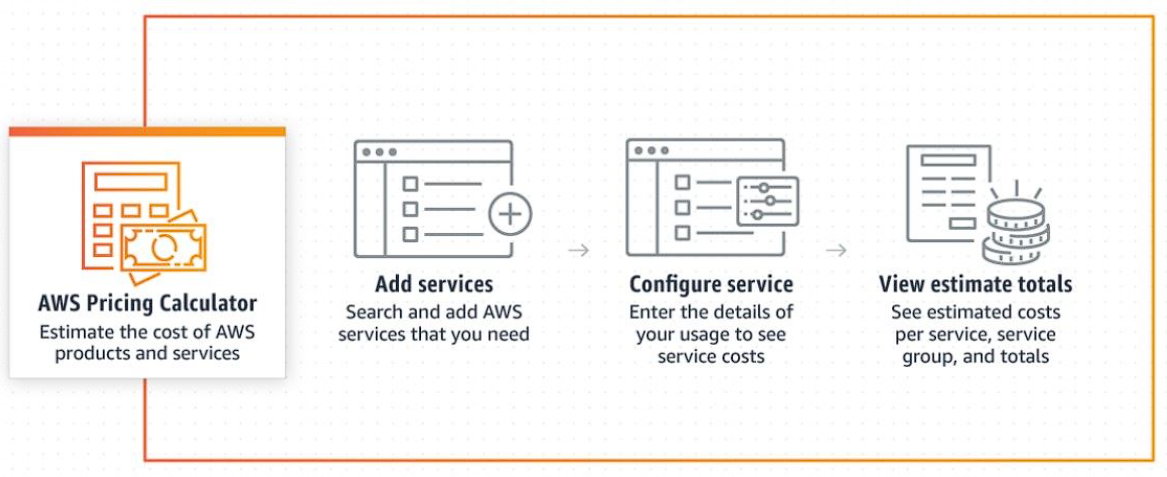 AWS Pricing Calculator
Estimate the cost of AWS
products and services
Add services
Search and add AWS
services that you need
Configure service
Enter the details of
your usage to see
service costs
View estimate totals
See estimated costs
per service, service
group, and totals